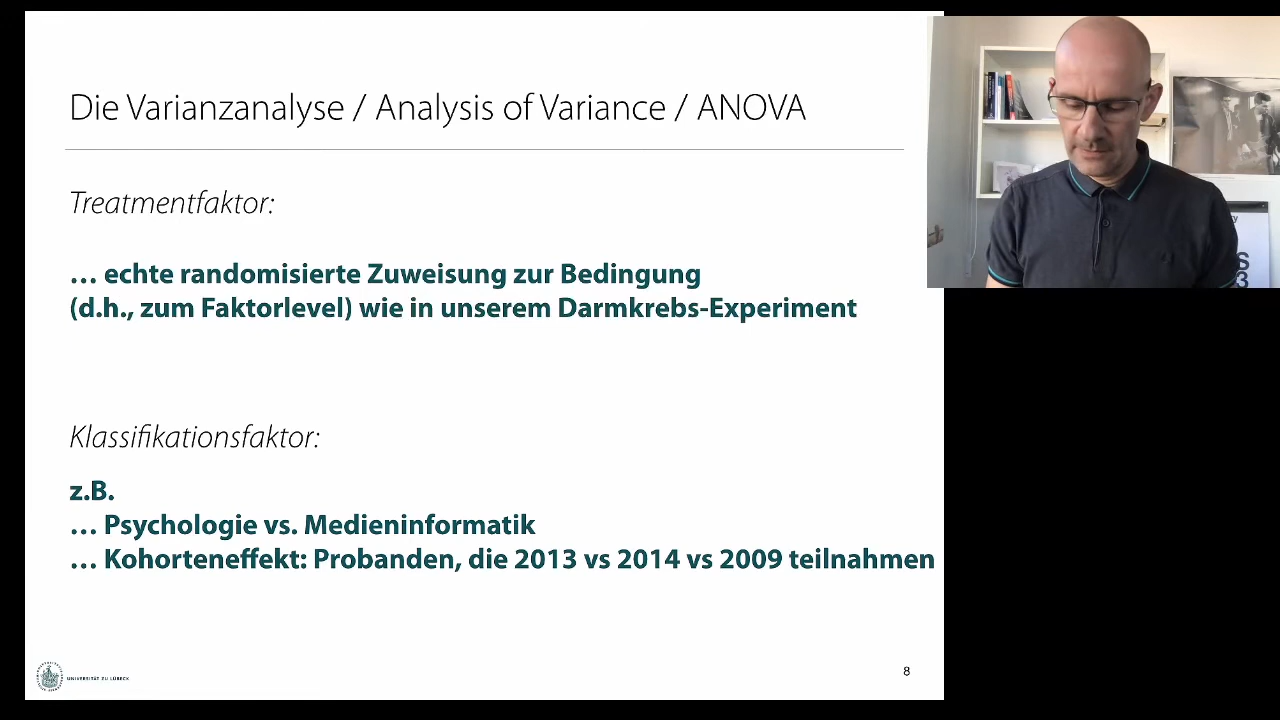 Die Varianzanalyse / Analysis of Variance / ANOVA
Treatmentfaktor:
… echte randomisierte Zuweisung zur Bedingung
(d.h., zum Faktorlevel) wie in unserem Darmkrebs-Experiment
Klassifikationsfaktor:
z.B.
… Psychologie vs. Medieninformatik
… Kohorteneffekt: Probanden, die 2013 vs 2014 vs 2009 teilnahmen
UNIVERSITÄT ZU LÜBECK
8